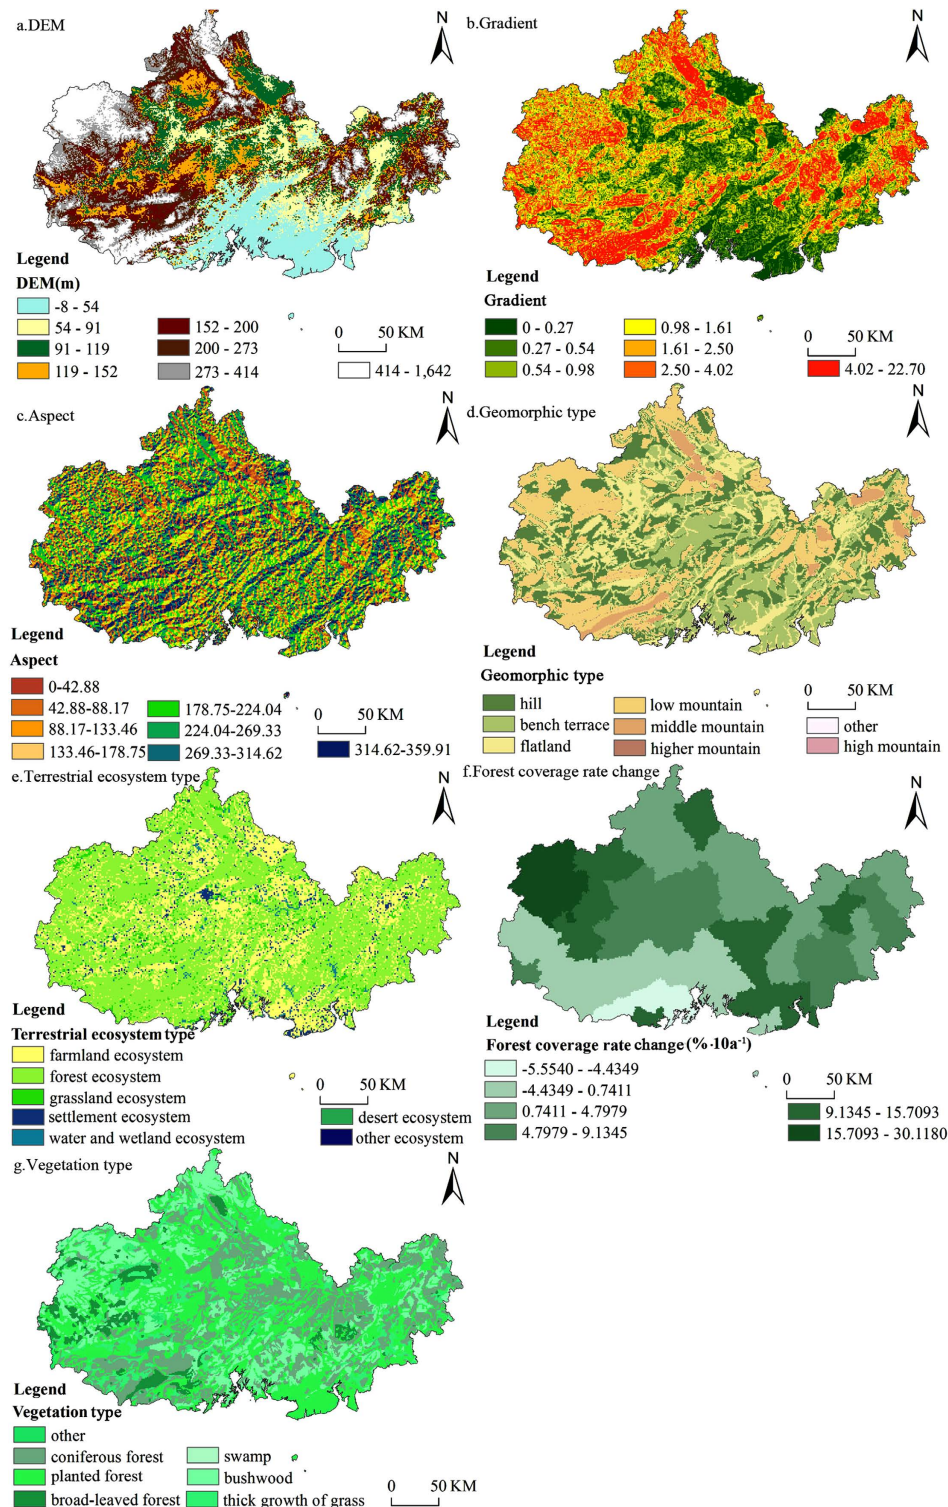 a.DEM
N
Legend
DEM(m)
-8 - 54
54 - 91
91 - 119
119 - 152
152 - 200
200 - 273
273 - 414
0 50 KM
414 - 1,642
b.Gradient
N
Legend
Gradient
0 - 0.27
0.27 - 0.54
0.54 - 0.98
0.98 - 1.61
1.61 - 2.50
2.50 - 4.02
0 50 KM
4.02 - 22.70
c.Aspect
N
Legend
Aspect
0-42.88
42.88-88.17
88.17-133.46
133.46-178.75
178.75-224.04
224.04-269.33
269.33-314.62
0 50 KM
314.62-359.91
d.Geomorphic type
N
Legend
Geomorphic type
hill
bench terrace
flatland
low mountain
middle mountain
higher mountain
0 50 KM
other
high mountain
e.Terrestrial ecosystem type
N
Legend
Terrestrial ecosystem type
farmland ecosystem
forest ecosystem
grassland ecosystem
settlement ecosystem
water and wetland ecosystem
0 50 KM
desert ecosystem
other ecosystem
f.Forest coverage rate change
N
Legend
Forest coverage rate change(%·10a⁻¹)
-5.5540 - -4.4349
-4.4349 - 0.7411
0.7411 - 4.7979
4.7979 - 9.1345
0 50 KM
9.1345 - 15.7093
15.7093 - 30.1180
g.Vegetation type
N
Legend
Vegetation type
other
coniferous forest
planted forest
broad-leaved forest
swamp
bushwood
thick growth of grass
0 50 KM